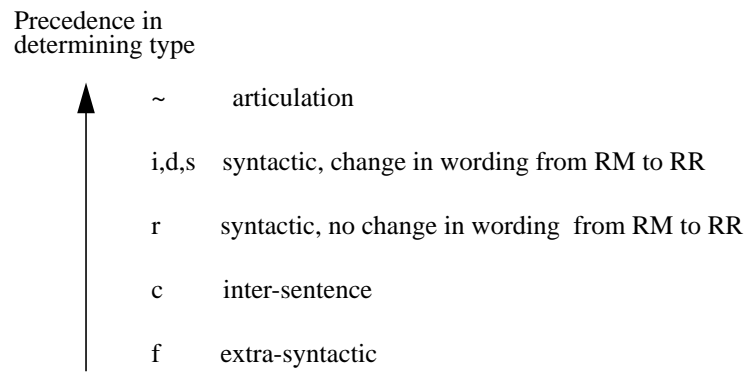 Precedence in
determining type
~ articulation
i,d,s syntactic, change in wording from RM to RR
r syntactic, no change in wording from RM to RR
c inter-sentence
f extra-syntactic